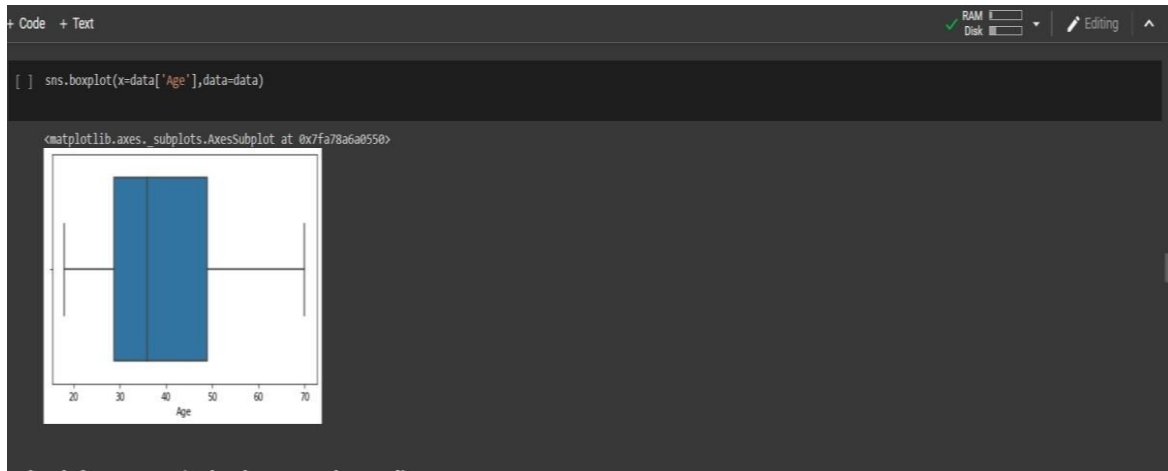 + Code + Text
RAM
Disk
Editing
[ ] sns.boxplot(x=data['Age'],data=data)
<matplotlib.axes._subplots.AxesSubplot at 0x7fa78a6a0550>
20 30 40 50 60 70
Age